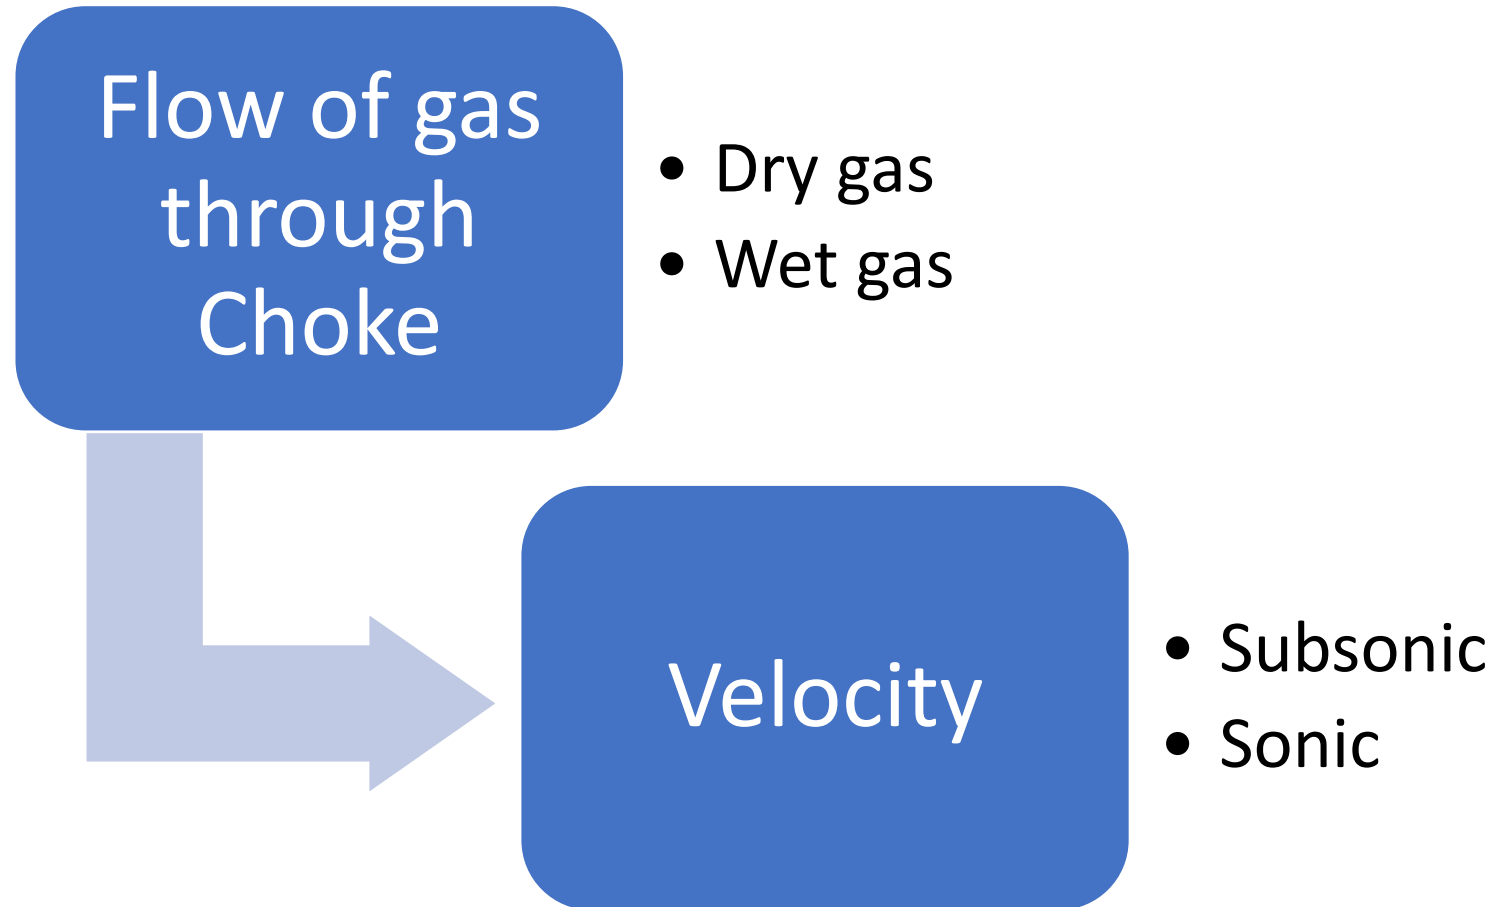 Flow of gas
through
Choke
• Dry gas
• Wet gas
Velocity
• Subsonic
• Sonic